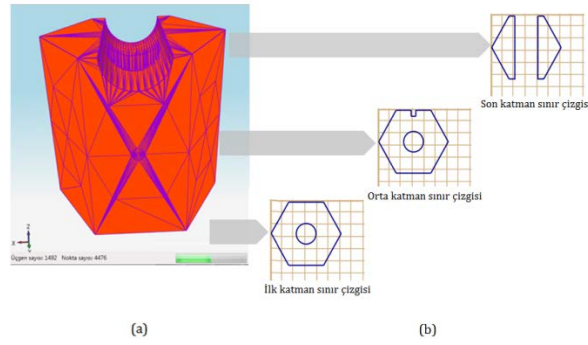 Son katman sınır çizgisi
Orta katman sınır çizgisi
İlk katman sınır çizgisi
X
Z
Üçgen sayısı: 1492 Nokta sayısı: 4476
(a)
(b)